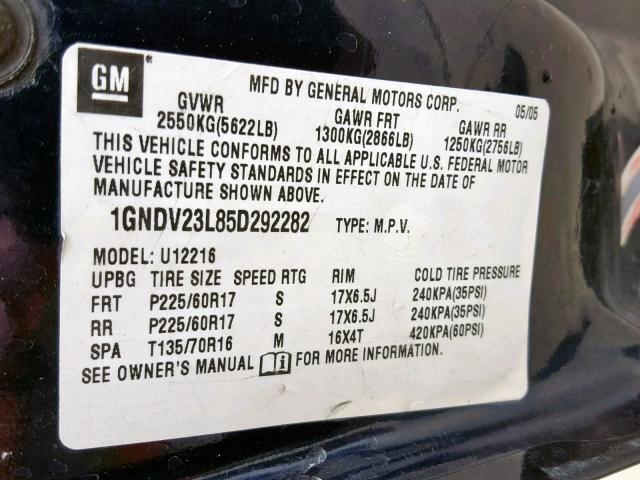 GM
MFD BY GENERAL MOTORS CORP. 05/05
GVWR GAWR FRT GAWR RR
2550KG(5622LB) 1300KG(2866LB) 1250KG(2756LB)
THIS VEHICLE CONFORMS TO ALL APPLICABLE U.S. FEDERAL MOTOR
VEHICLE SAFETY STANDARDS IN EFFECT ON THE DATE OF
MANUFACTURE SHOWN ABOVE.
1GNDV23L85D292282 TYPE: M.P.V.
MODEL: U12216
UPBG TIRE SIZE SPEED RTG RIM COLD TIRE PRESSURE
FRT P225/60R17 S 17X6.5J 240KPA(35PSI)
RR P225/60R17 S 17X6.5J 240KPA(35PSI)
SPA T135/70R16 M 16X4T 420KPA(60PSI)
SEE OWNER'S MANUAL FOR MORE INFORMATION.